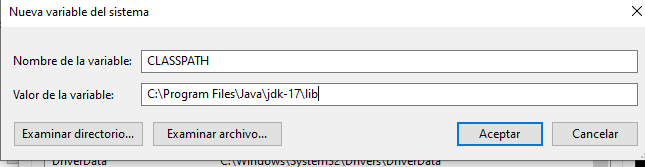 Nueva variable del sistema
Nombre de la variable: CLASSPATH
Valor de la variable: C:\Program Files\Java\jdk-17\lib
Examinar directorio... Examinar archivo... Aceptar Cancelar
DriverData C:\Windows\System32\Drivers\DriverData